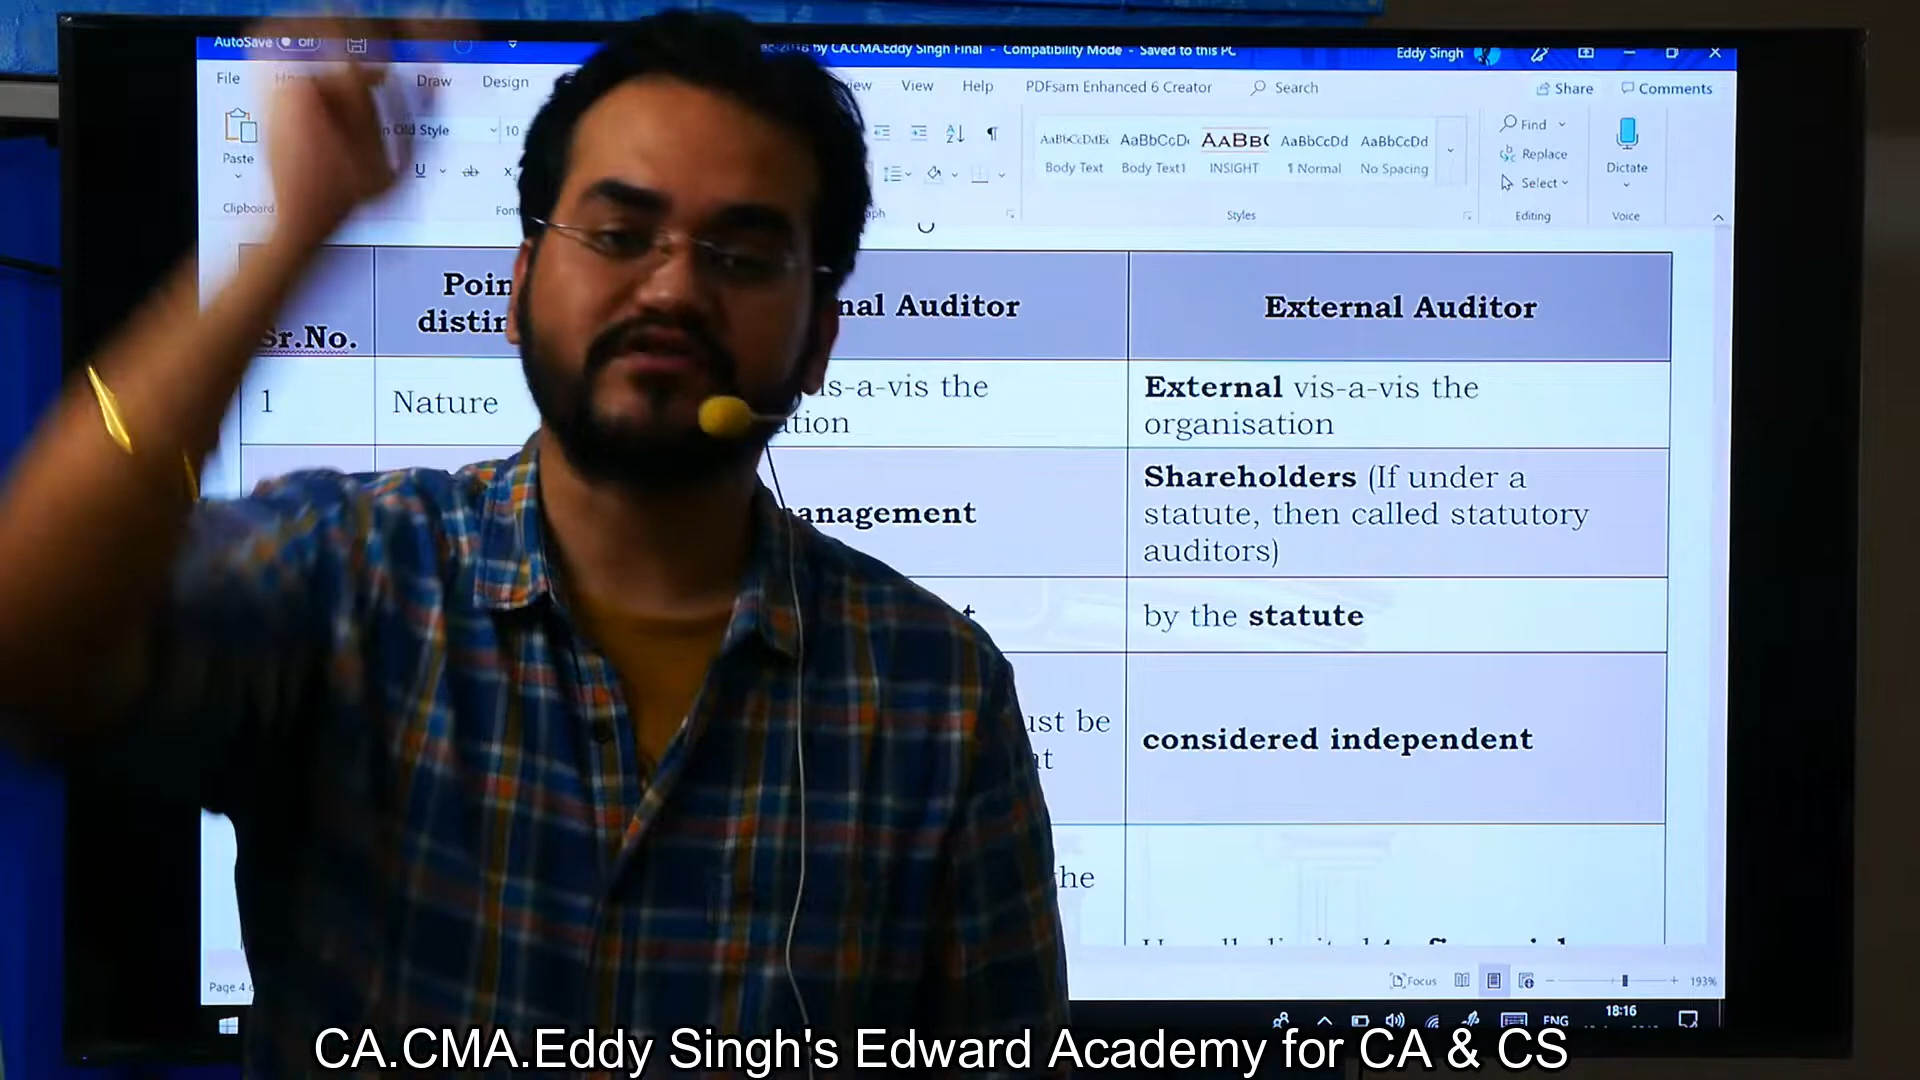 AutoSave Off
by CA.CMA.Eddy Singh Final - Compatibility Mode - Saved to this PC
Eddy Singh
File
Draw
Design
View
Help
PDFsam Enhanced 6 Creator
Search
Share
Comments
Paste
Clipboard
Old Style
10
U
ab
Font
¶
AaBbCcDdEe
AaBbCcDc
AABBC
AaBbCcDd
AaBbCcDd
Body Text
Body Text1
INSIGHT
¶ Normal
No Spacing
Styles
Find
Replace
Select
Editing
Dictate
Voice
Sr.No.
Poin
distin
nal Auditor
External Auditor
1
Nature
is-a-vis the
ation
External vis-a-vis the
organisation
anagement
Shareholders (If under a
statute, then called statutory
auditors)
t
by the statute
ust be
nt
considered independent
the
Page 4
Focus
193%
ENG
18:16
CA.CMA.Eddy Singh's Edward Academy for CA & CS